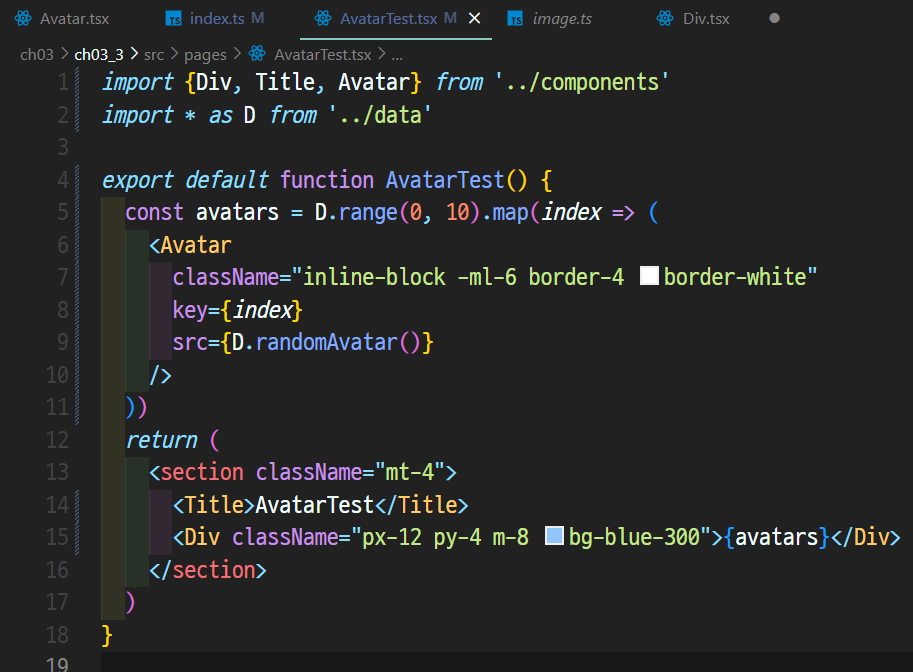 Avatar.tsx TS index.ts M AvatarTest.tsx M × TS image.ts Div.tsx ●
ch03 > ch03_3 > src > pages > AvatarTest.tsx > ...
1 import {Div, Title, Avatar} from '../components'
2 import * as D from '../data'
3
4 export default function AvatarTest() {
5 const avatars = D.range(0, 10).map(index => (
6 <Avatar
7 className="inline-block -ml-6 border-4 border-white"
8 key={index}
9 src={D.randomAvatar()}
10 />
11 ))
12 return (
13 <section className="mt-4">
14 <Title>AvatarTest</Title>
15 <Div className="px-12 py-4 m-8 bg-blue-300">{avatars}</Div>
16 </section>
17 )
18 }
19